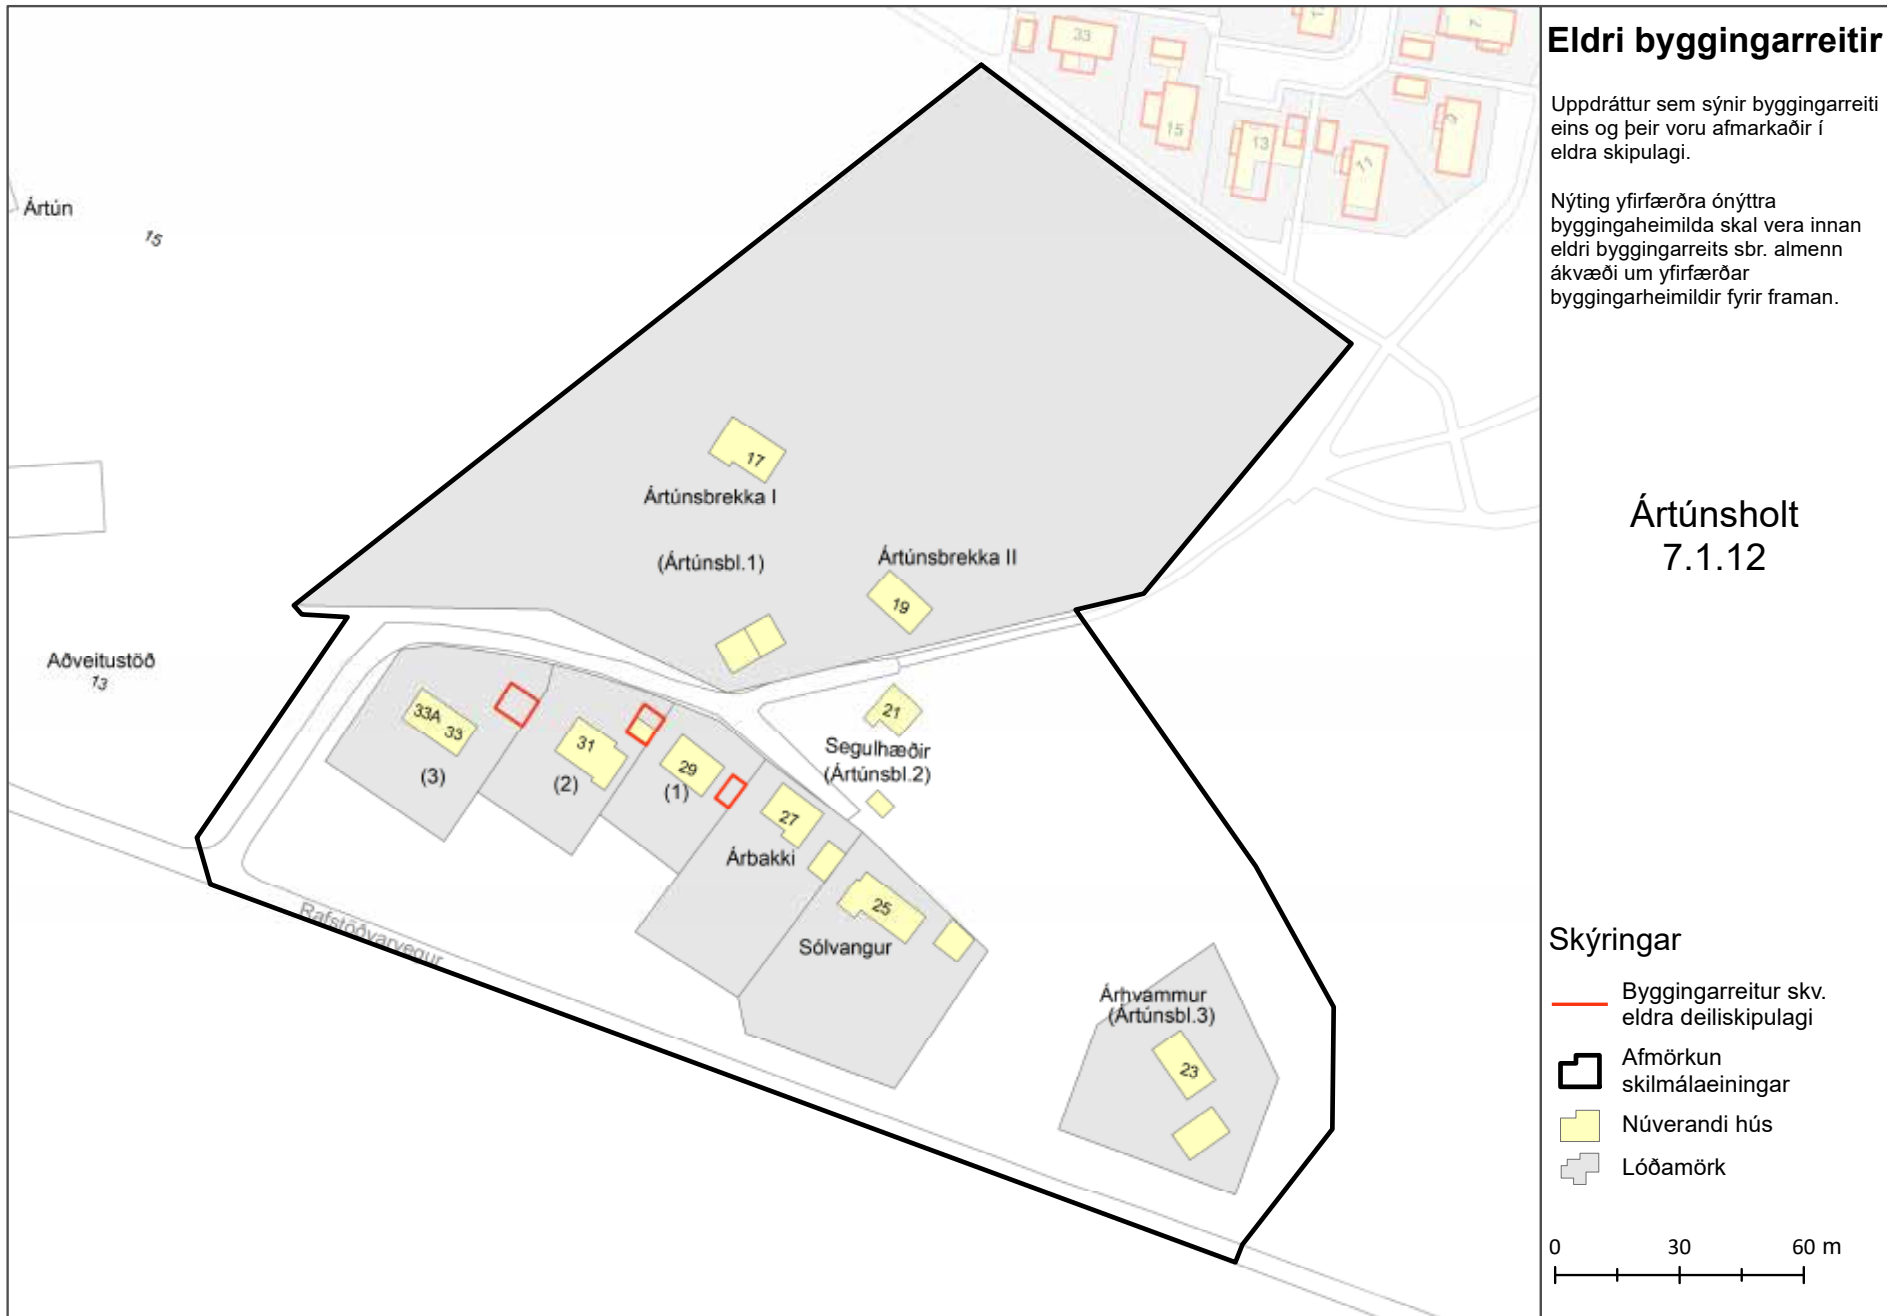 Eldri byggingarreitir
Uppdráttur sem sýnir byggingarreiti
eins og þeir voru afmarkaðir í
eldra skipulagi.
Nýting yfirfærðra ónýttra
byggingaheimilda skal vera innan
eldri byggingarreits sbr. almenn
ákvæði um yfirfærðar
byggingarheimildir fyrir framan.
Ártúnsholt
7.1.12
Skýringar
Byggingarreitur skv.
eldra deiliskipulagi
Afmörkun
skilmálaeiningar
Núverandi hús
Lóðamörk
0 30 60 m
33
15
13
11
9
7
Ártún
15
17
Ártúnsbrekka I
(Ártúnsbl.1)
Ártúnsbrekka II
19
Aðveitustöð
13
33A
33
(3)
31
(2)
29
(1)
27
Árbakki
21
Segulhæðir
(Ártúnsbl.2)
25
Sólvangur
Rafstöðvarvegur
Árhvammur
(Ártúnsbl.3)
23